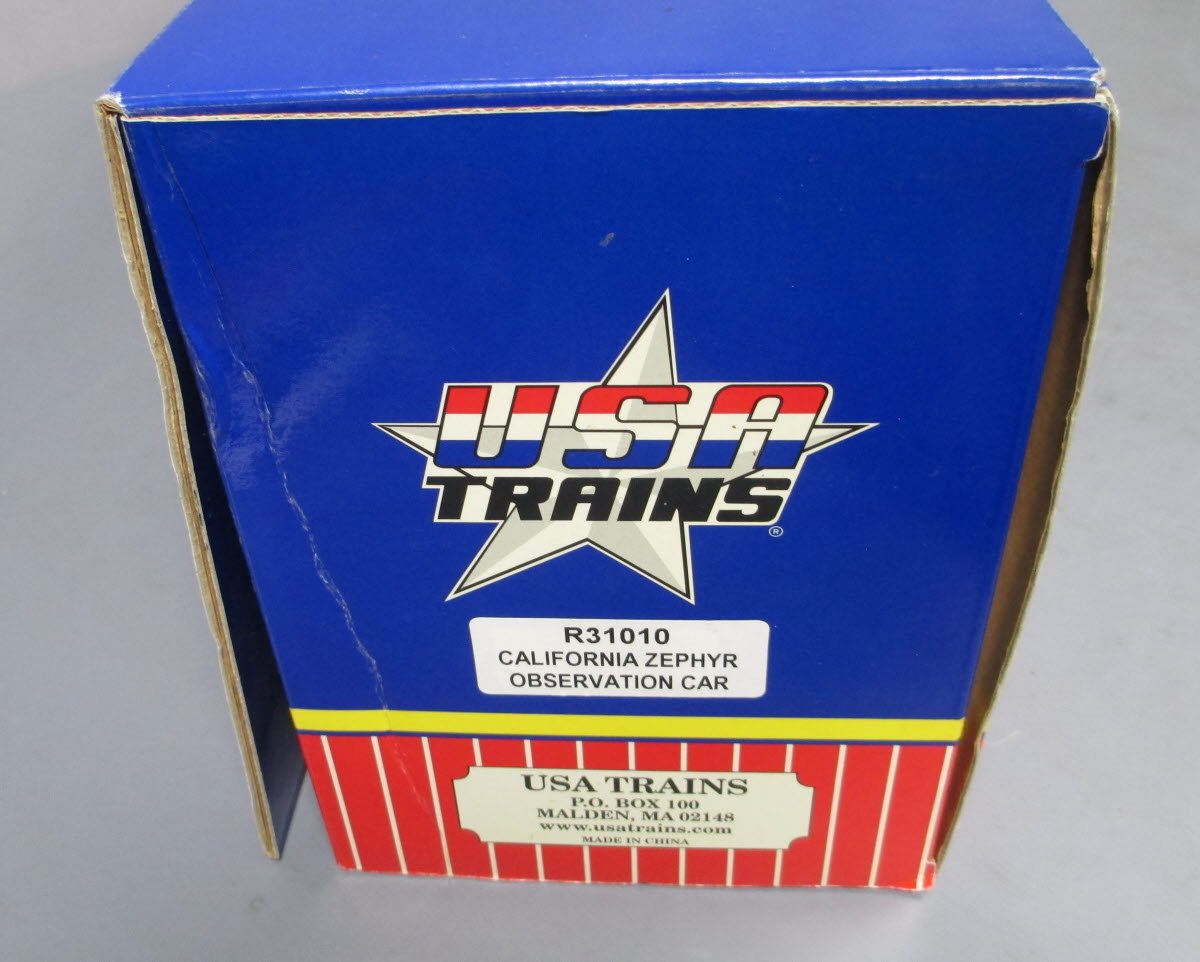 USA
TRAINS
®
R31010
CALIFORNIA ZEPHYR
OBSERVATION CAR
USA TRAINS
P.O. BOX 100
MALDEN, MA 02148
www.usatrains.com
MADE IN CHINA